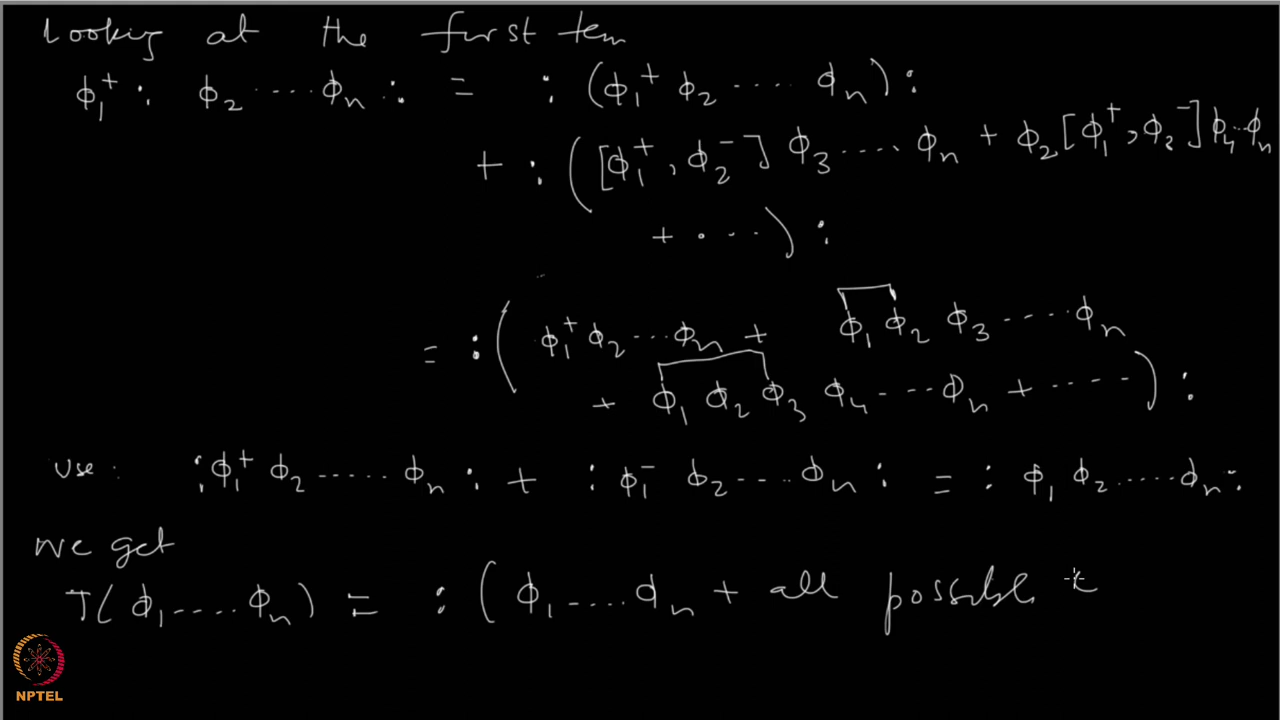 Looking at the first term
ϕ₁⁺ : ϕ₂ ····ϕₙ : = : (ϕ₁⁺ ϕ₂ ···· ϕₙ) :
+ : ([ϕ₁⁺, ϕ₂⁻] ϕ₃ ···· ϕₙ + ϕ₂ [ϕ₁⁺, ϕ₃⁻] ϕ₄··ϕₙ
+ ····) :
= : ( ϕ₁⁺ ϕ₂ ···ϕₙ + ϕ₁ ϕ₂ ϕ₃ ·····ϕₙ
+ ϕ₁ ϕ₂ ϕ₃ ϕ₄ ----ϕₙ + -----) :
Use : : ϕ₁⁺ ϕ₂ ······ ϕₙ : + : ϕ₁⁻ ϕ₂ ---- ϕₙ : = : ϕ₁ ϕ₂ ·····ϕₙ :
We get
T(ϕ₁ ····ϕₙ) = : (ϕ₁ ····ϕₙ + all possible
NPTEL